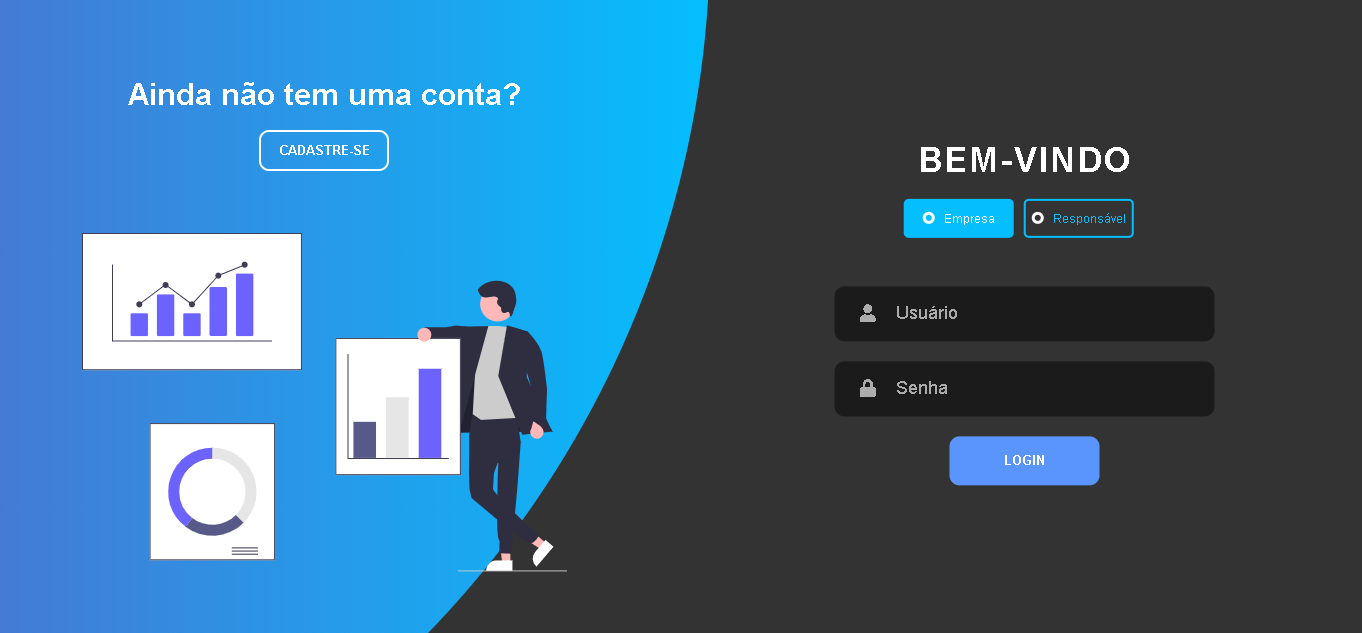 Ainda não tem uma conta?
CADASTRE-SE
BEM-VINDO
Empresa
Responsável
Usuário
Senha
LOGIN